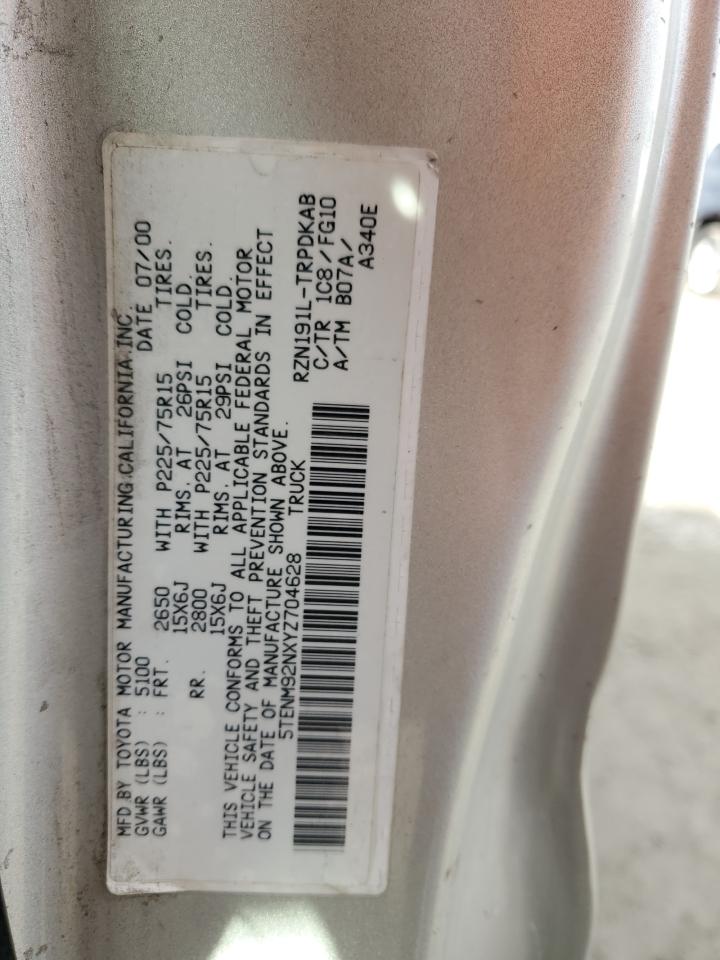 MFD.BY TOYOTA MOTOR MANUFACTURING,CALIFORNIA,INC.
GVWR (LBS) : 5100 DATE 07/00
GAWR (LBS) : FRT. 2650 WITH P225/75R15 TIRES.
15X6J RIMS. AT 26PSI COLD.
RR. 2800 WITH P225/75R15 TIRES.
15X6J RIMS. AT 29PSI COLD.
THIS VEHICLE CONFORMS TO ALL APPLICABLE FEDERAL MOTOR
VEHICLE SAFETY AND THEFT PREVENTION STANDARDS IN EFFECT
ON THE DATE OF MANUFACTURE SHOWN ABOVE.
5TENM92NXYZ704628 TRUCK
RZN191L-TRPDKAB
C/TR 1C8/FG10
A/TM B07A/
A340E